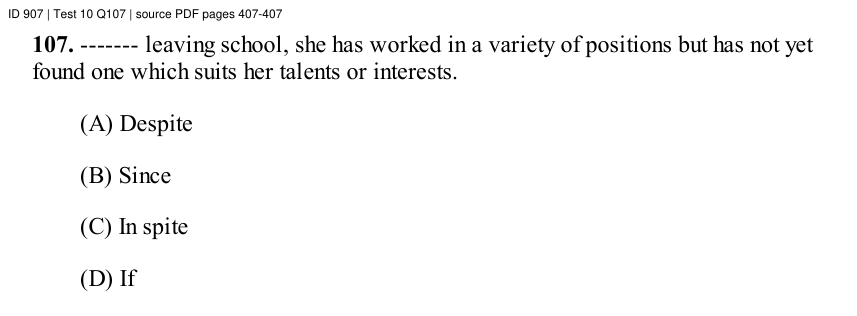 ID 907 | Test 10 Q107 | source PDF pages 407-407
107. ------- leaving school, she has worked in a variety of positions but has not yet
found one which suits her talents or interests.
(A) Despite
(B) Since
(C) In spite
(D) If